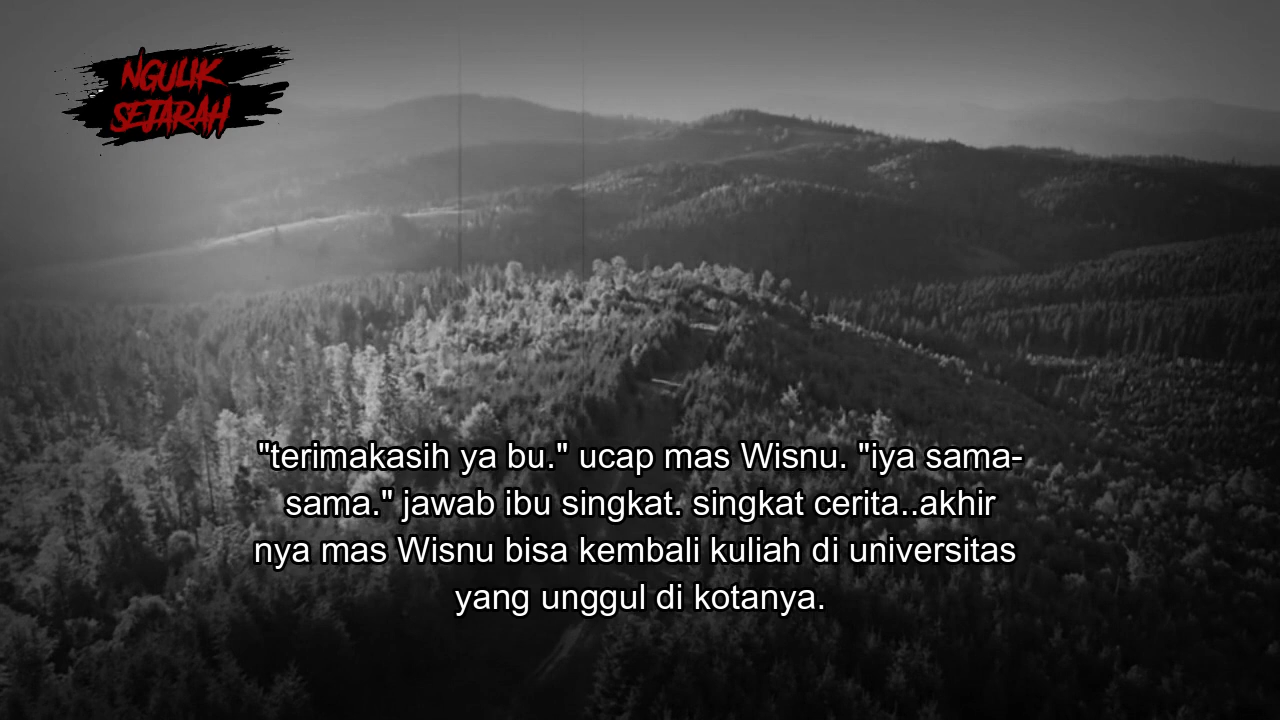 NGULIK
SEJARAH
"terimakasih ya bu." ucap mas Wisnu. "iya sama-
sama." jawab ibu singkat. singkat cerita..akhir
nya mas Wisnu bisa kembali kuliah di universitas
yang unggul di kotanya.